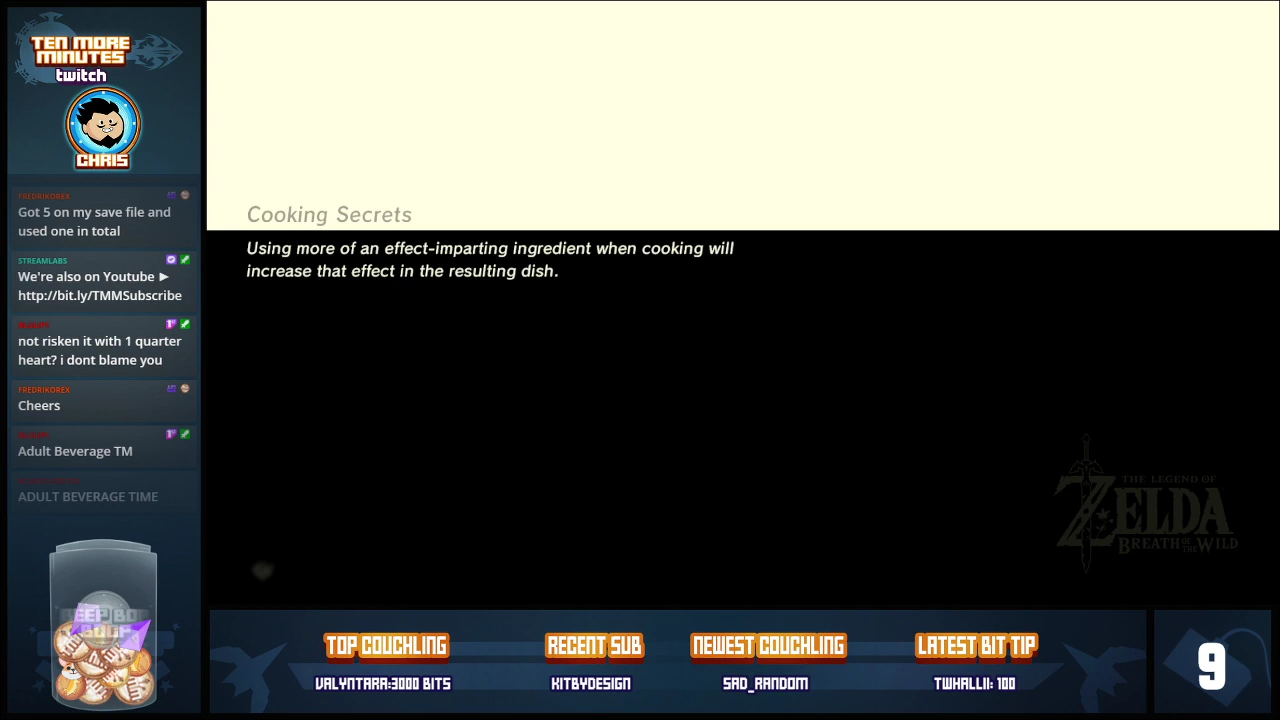 TEN MORE
MINUTES
twitch
CHRIS
FREDRIKOREX
Got 5 on my save file and
used one in total
STREAMLABS
We're also on Youtube ►
http://bit.ly/TMMSubscribe
not risken it with 1 quarter
heart? i dont blame you
FREDRIKOREX
Cheers
Adult Beverage TM
ADULT BEVERAGE TIME
Cooking Secrets
Using more of an effect-imparting ingredient when cooking will
increase that effect in the resulting dish.
THE LEGEND OF
ZELDA
BREATH OF THE WILD
TOP COUCHLING
VALYNTARA:3000 BITS
RECENT SUB
KITBYDESIGN
NEWEST COUCHLING
SAD_RANDOM
LATEST BIT TIP
TWHALLII: 100
9